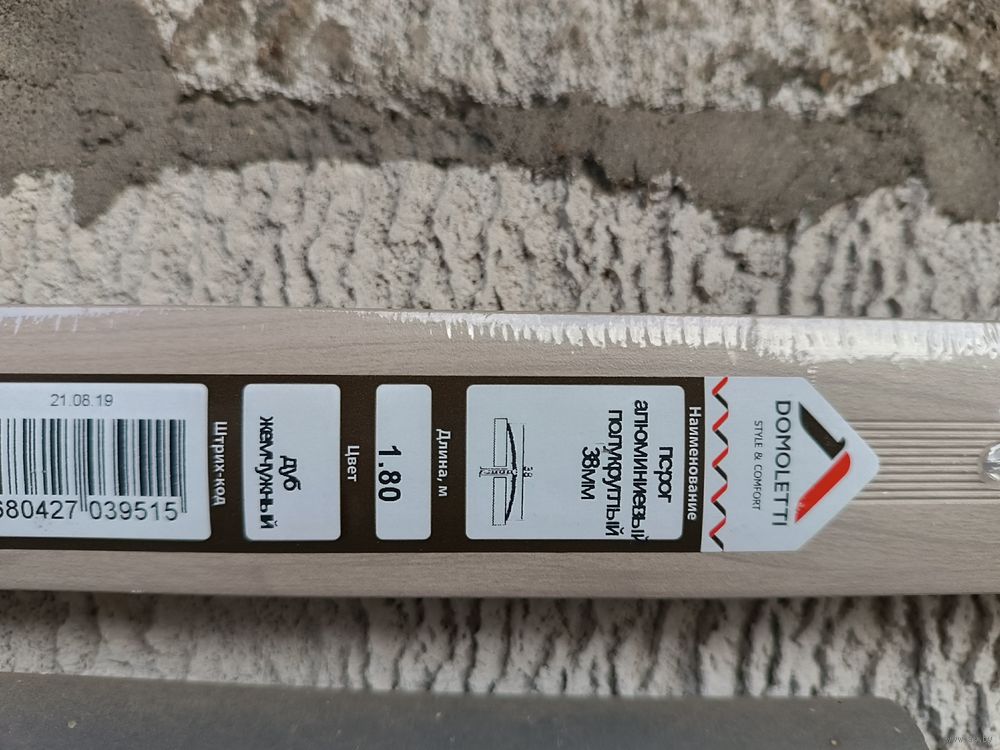 DOMOLETTI
STYLE & COMFORT
Наименование
порог
алюминиевый
полукруглый
38мм
38
Длина, м
1.80
Цвет
дуб
жемчужный
Штрих-код
21.08.19
680427 039515